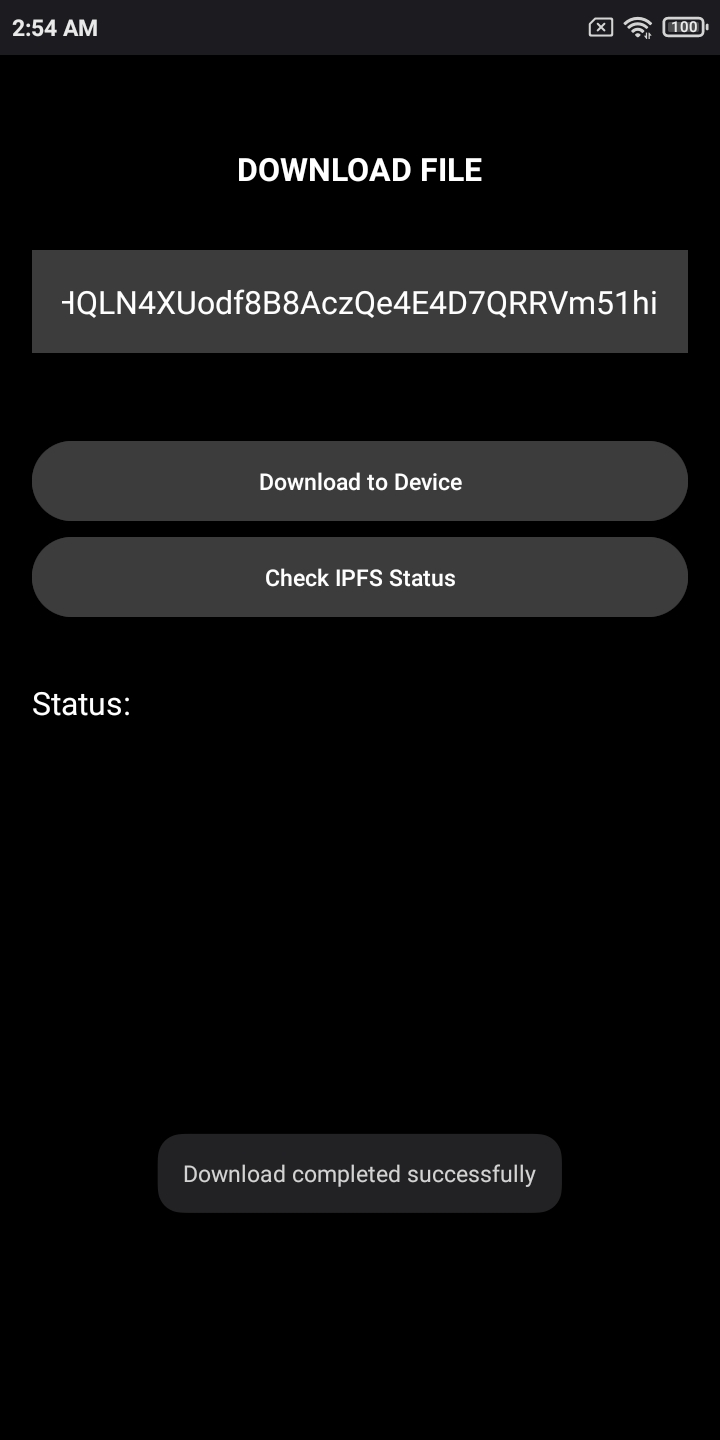 2:54 AM
100
DOWNLOAD FILE
HQLN4XUodf8B8AczQe4E4D7QRRVm51hi
Download to Device
Check IPFS Status
Status:
Download completed successfully